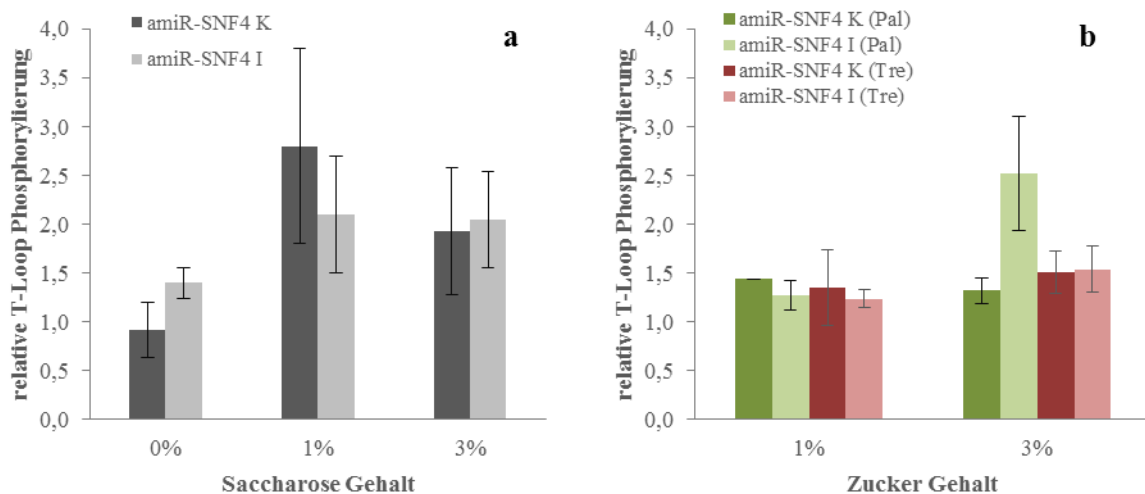 a
amiR-SNF4 K
amiR-SNF4 I
relative T-Loop Phosphorylierung
4,0
3,5
3,0
2,5
2,0
1,5
1,0
0,5
0,0
0%
1%
3%
Saccharose Gehalt
b
amiR-SNF4 K (Pal)
amiR-SNF4 I (Pal)
amiR-SNF4 K (Tre)
amiR-SNF4 I (Tre)
relative T-Loop Phosphorylierung
4,0
3,5
3,0
2,5
2,0
1,5
1,0
0,5
0,0
1%
3%
Zucker Gehalt